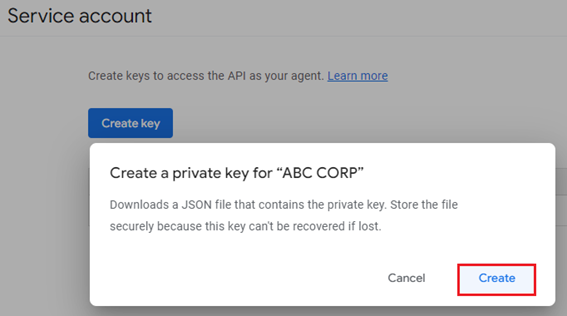 Service account
Create keys to access the API as your agent. Learn more
Create key
Create a private key for “ABC CORP”
Downloads a JSON file that contains the private key. Store the file
securely because this key can't be recovered if lost.
Cancel
Create